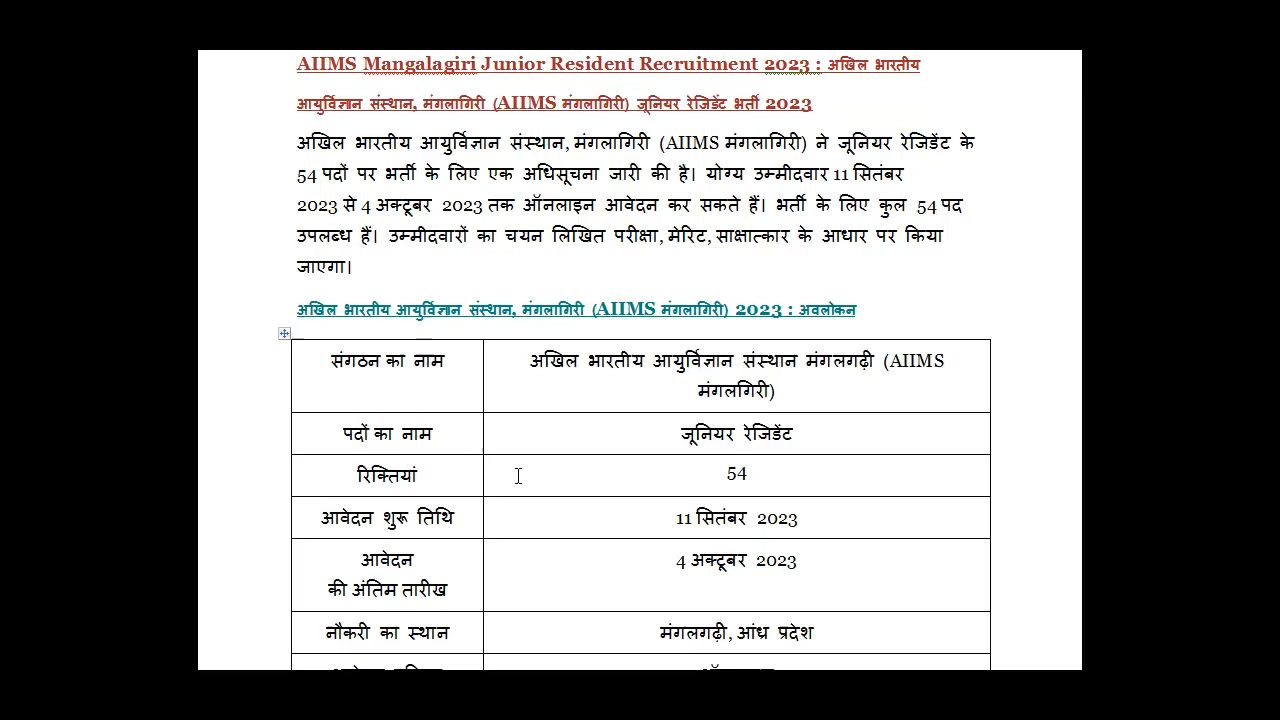 AIIMS Mangalagiri Junior Resident Recruitment 2023 : अखिल भारतीय
आयुर्विज्ञान संस्थान, मंगलागिरी (AIIMS मंगलागिरी) जूनियर रेजिडेंट भर्ती 2023
अखिल भारतीय आयुर्विज्ञान संस्थान, मंगलागिरी (AIIMS मंगलागिरी) ने जूनियर रेजिडेंट के
54 पदों पर भर्ती के लिए एक अधिसूचना जारी की है। योग्य उम्मीदवार 11 सितंबर
2023 से 4 अक्टूबर 2023 तक ऑनलाइन आवेदन कर सकते हैं। भर्ती के लिए कुल 54 पद
उपलब्ध हैं। उम्मीदवारों का चयन लिखित परीक्षा, मेरिट, साक्षात्कार के आधार पर किया
जाएगा।
अखिल भारतीय आयुर्विज्ञान संस्थान, मंगलागिरी (AIIMS मंगलागिरी) 2023 : अवलोकन
संगठन का नाम अखिल भारतीय आयुर्विज्ञान संस्थान मंगलगढ़ी (AIIMS
मंगलगिरी)
पदों का नाम जूनियर रेजिडेंट
रिक्तियां 54
आवेदन शुरू तिथि 11 सितंबर 2023
आवेदन 4 अक्टूबर 2023
की अंतिम तारीख
नौकरी का स्थान मंगलगढ़ी, आंध्र प्रदेश